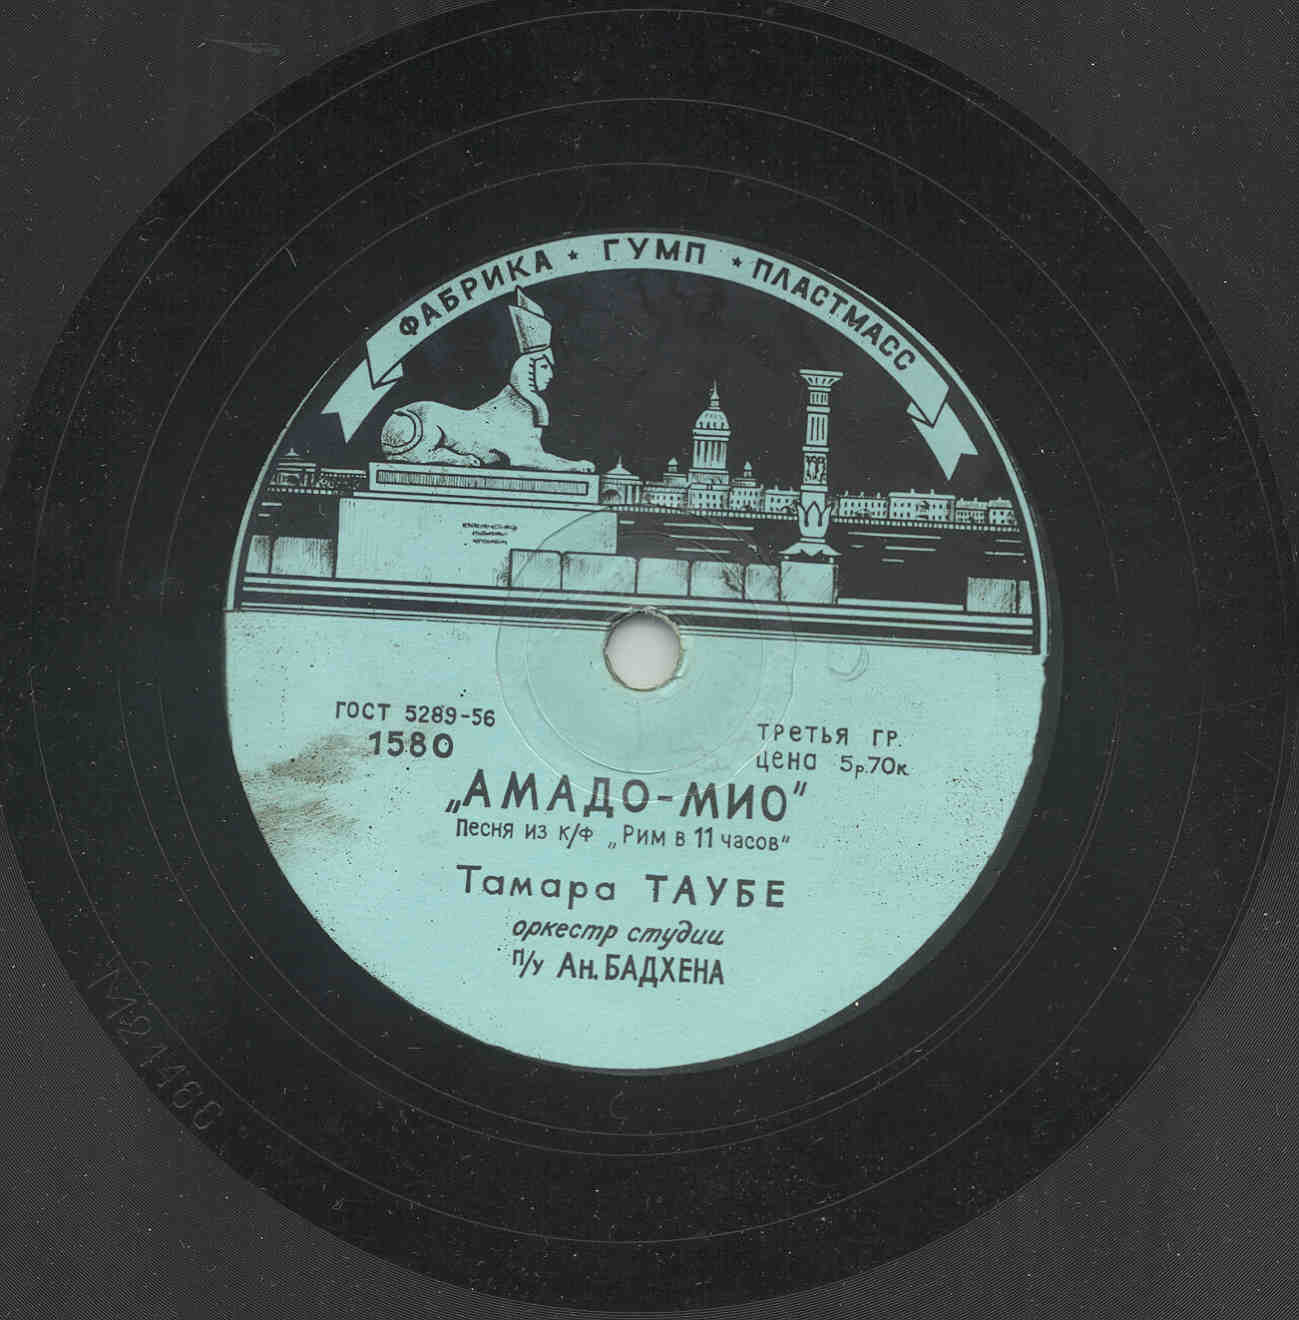 ФАБРИКА ★ ГУМП ★ ПЛАСТМАСС
ГОСТ 5289-56
1580
ТРЕТЬЯ ГР.
цена 5р.70к
„АМАДО-МИО"
Песня из к/ф „Рим в 11 часов"
Тамара ТАУБЕ
оркестр студии
п/у Ан. БАДХЕНА